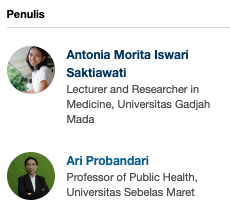 Penulis
Antonia Morita Iswari
Saktiawati
Lecturer and Researcher in
Medicine, Universitas Gadjah
Mada
Ari Probandari
Professor of Public Health,
Universitas Sebelas Maret